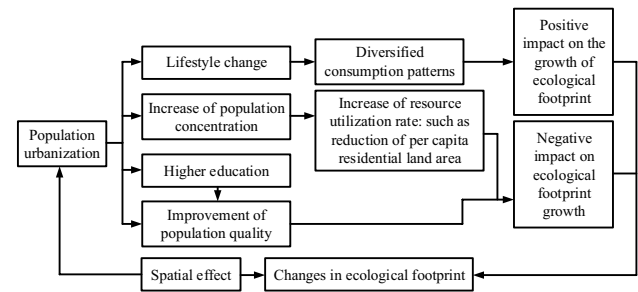 Population
urbanization
Lifestyle change
Diversified
consumption patterns
Positive
impact on the
growth of
ecological
footprint
Increase of population
concentration
Increase of resource
utilization rate: such as
reduction of per capita
residential land area
Higher education
Improvement of
population quality
Negative
impact on
ecological
footprint
growth
Spatial effect
Changes in ecological footprint